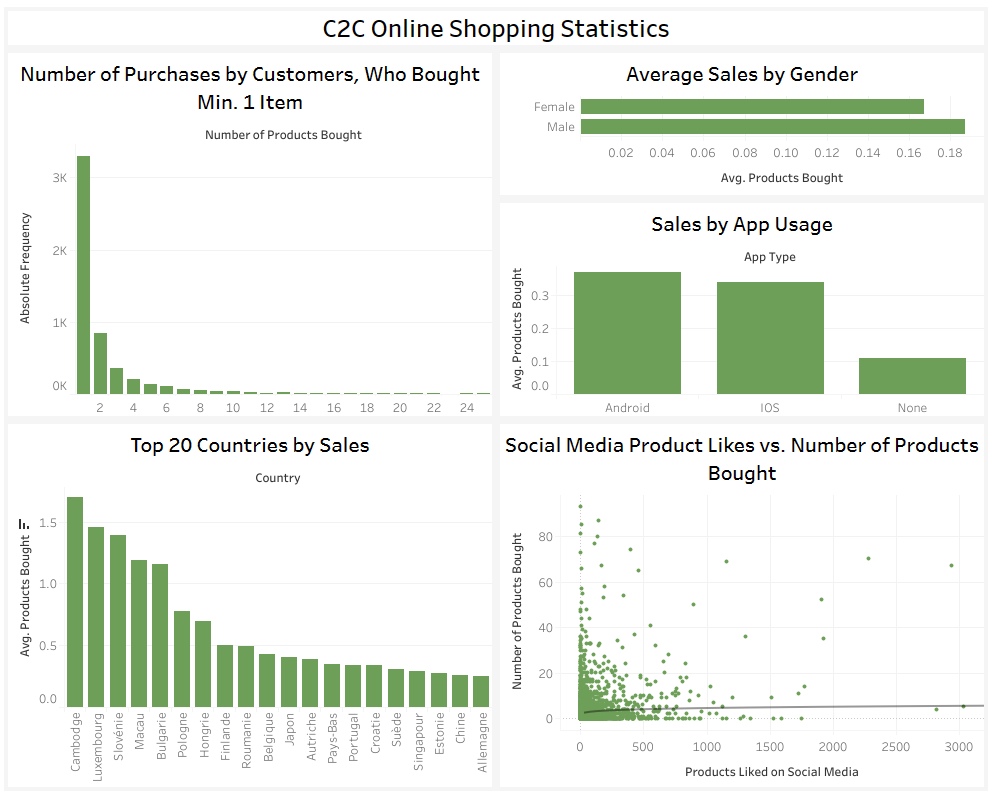 C2C Online Shopping Statistics
Number of Purchases by Customers, Who Bought
Min. 1 Item
Number of Products Bought
Absolute Frequency
3K
2K
1K
0K
2 4 6 8 10 12 14 16 18 20 22 24
Average Sales by Gender
Female
Male
0.02 0.04 0.06 0.08 0.10 0.12 0.14 0.16 0.18
Avg. Products Bought
Sales by App Usage
App Type
Avg. Products Bought
0.3
0.2
0.1
0.0
Android IOS None
Top 20 Countries by Sales
Country
Avg. Products Bought
1.5
1.0
0.5
0.0
Cambodge
Luxembourg
Slovénie
Macau
Bulgarie
Pologne
Hongrie
Finlande
Roumanie
Belgique
Japon
Autriche
Pays-Bas
Portugal
Croatie
Suède
Singapour
Estonie
Chine
Allemagne
Social Media Product Likes vs. Number of Products
Bought
Number of Products Bought
80
60
40
20
0
0 500 1000 1500 2000 2500 3000
Products Liked on Social Media